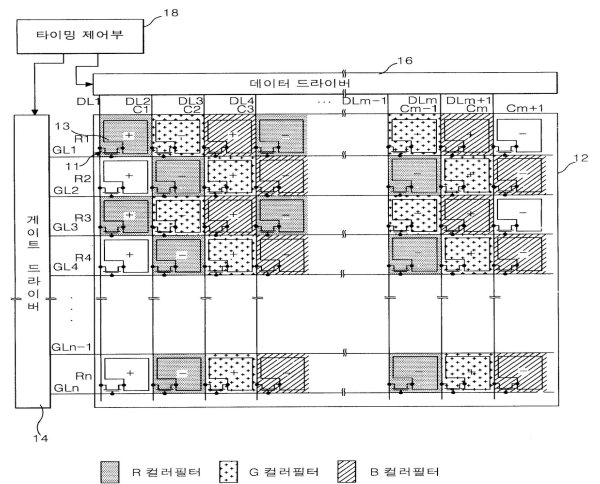 18
타이밍 제어부
16
데이터 드라이버
DL1 DL2 DL3 DL4 ... DLm-1 DLm DLm+1
C1 C2 C3 Cm-1 Cm Cm+1
13
R1
GL1
11
12
R2
GL2
R3
GL3
R4
GL4
게이트 드라이버
GLn-1
Rn
GLn
14
R 컬러필터 G 컬러필터 B 컬러필터